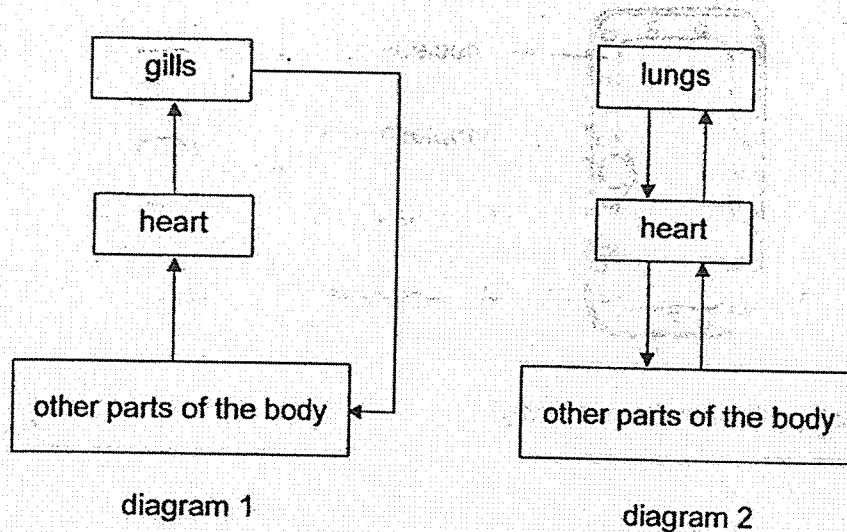 gills
heart
other parts of the body
diagram 1
lungs
heart
other parts of the body
diagram 2